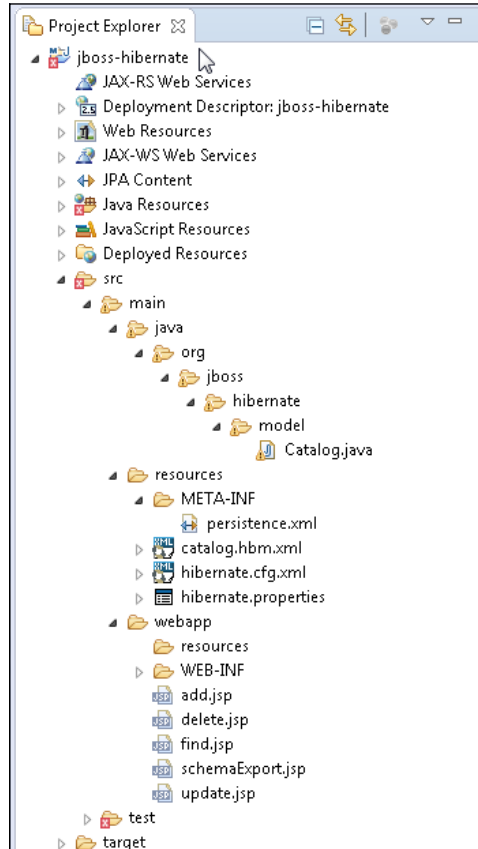 Project Explorer
jboss-hibernate
JAX-RS Web Services
Deployment Descriptor: jboss-hibernate
Web Resources
JAX-WS Web Services
JPA Content
Java Resources
JavaScript Resources
Deployed Resources
src
main
java
org
jboss
hibernate
model
Catalog.java
resources
META-INF
persistence.xml
catalog.hbm.xml
hibernate.cfg.xml
hibernate.properties
webapp
resources
WEB-INF
add.jsp
delete.jsp
find.jsp
schemaExport.jsp
update.jsp
test
target